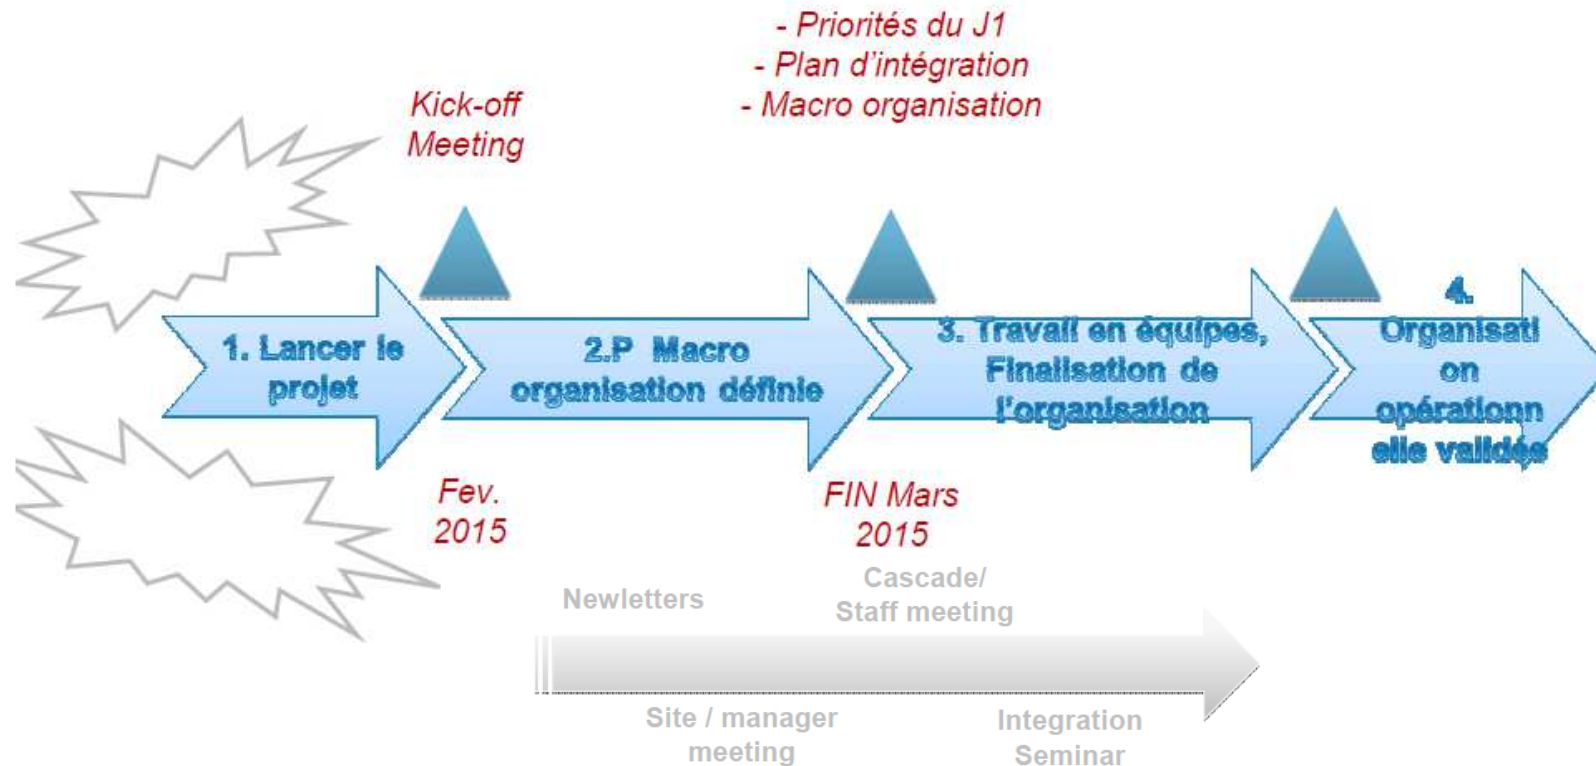 - Priorités du J1
- Plan d'intégration
- Macro organisation
Kick-off
Meeting
1. Lancer le
projet
2.P Macro
organisation définie
3. Travail en équipes,
Finalisation de
l'organisation
4.
Organisati
on
opérationn
elle validée
Fev.
2015
FIN Mars
2015
Newletters
Cascade/
Staff meeting
Site / manager
meeting
Integration
Seminar